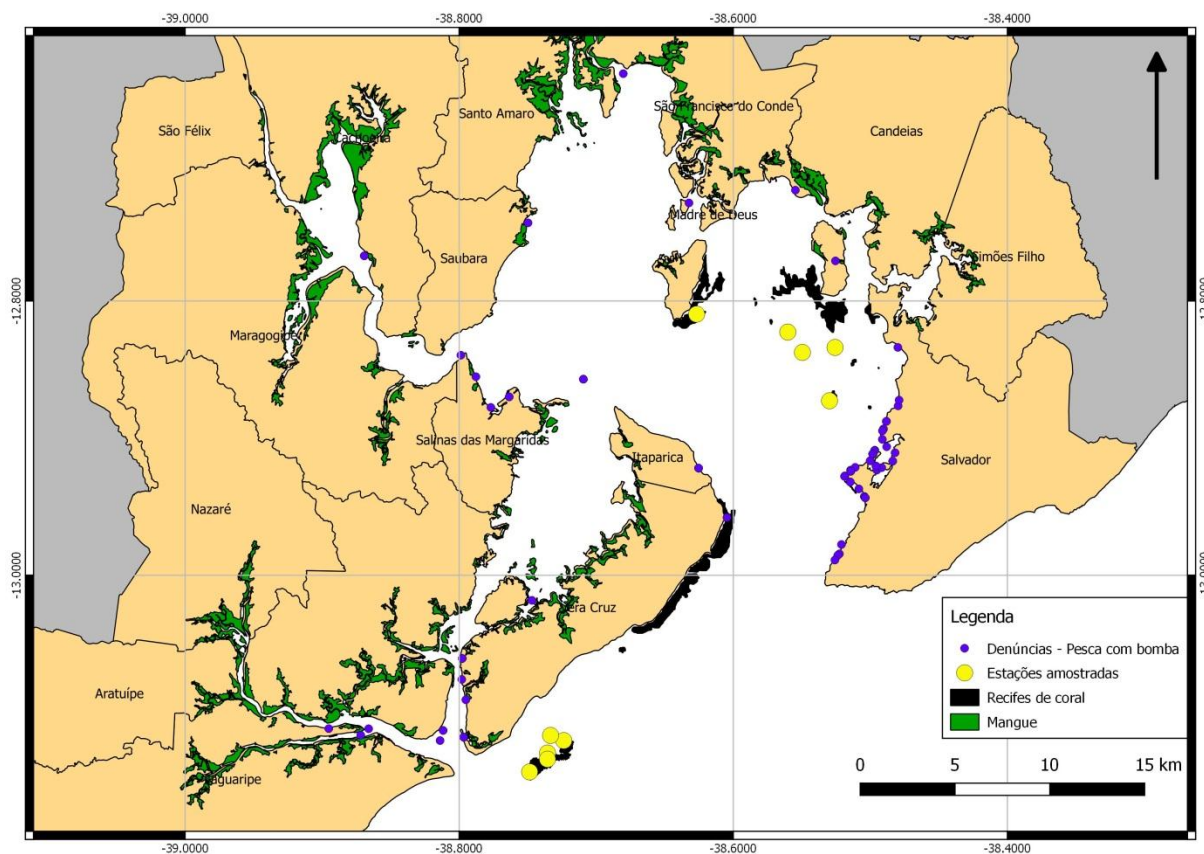 -39.0000 -38.8000 -38.6000 -38.4000
São Francisco do Conde
Santo Amaro
São Félix
Candeias
Cachoeira
Madre de Deus
Saubara
Simões Filho
-12.8000 -12.8000
Maragogipe
Salinas das Margaridas
Itaparica
Salvador
Nazaré
-13.0000 -13.0000
Vera Cruz
Legenda
Denúncias - Pesca com bomba
Estações amostradas
Recifes de coral
Mangue
Aratuípe
Jaguaripe
0 5 10 15 km
-39.0000 -38.8000 -38.6000 -38.4000